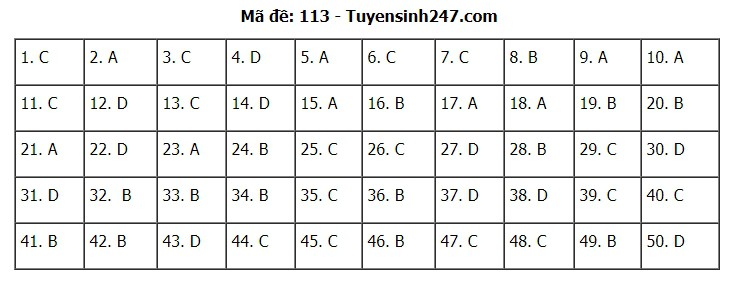 Mã đề: 113 - Tuyensinh247.com
1. C 2. A 3. C 4. D 5. A 6. C 7. C 8. B 9. A 10. A
11. C 12. D 13. C 14. D 15. A 16. B 17. A 18. A 19. B 20. B
21. A 22. D 23. A 24. B 25. C 26. C 27. D 28. B 29. C 30. D
31. D 32. B 33. B 34. B 35. C 36. B 37. D 38. D 39. C 40. C
41. B 42. B 43. D 44. C 45. C 46. B 47. C 48. C 49. B 50. D